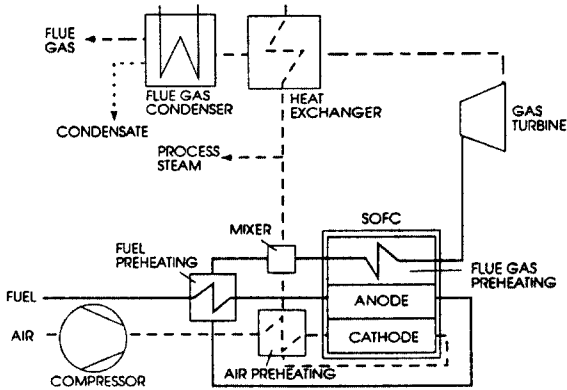 FLUE
GAS
FLUE GAS
CONDENSER
HEAT
EXCHANGER
GAS
TURBINE
CONDENSATE
PROCESS
STEAM
SOFC
MIXER
FUEL
PREHEATING
FLUE GAS
PREHEATING
FUEL
ANODE
AIR
CATHODE
AIR PREHEATING
COMPRESSOR